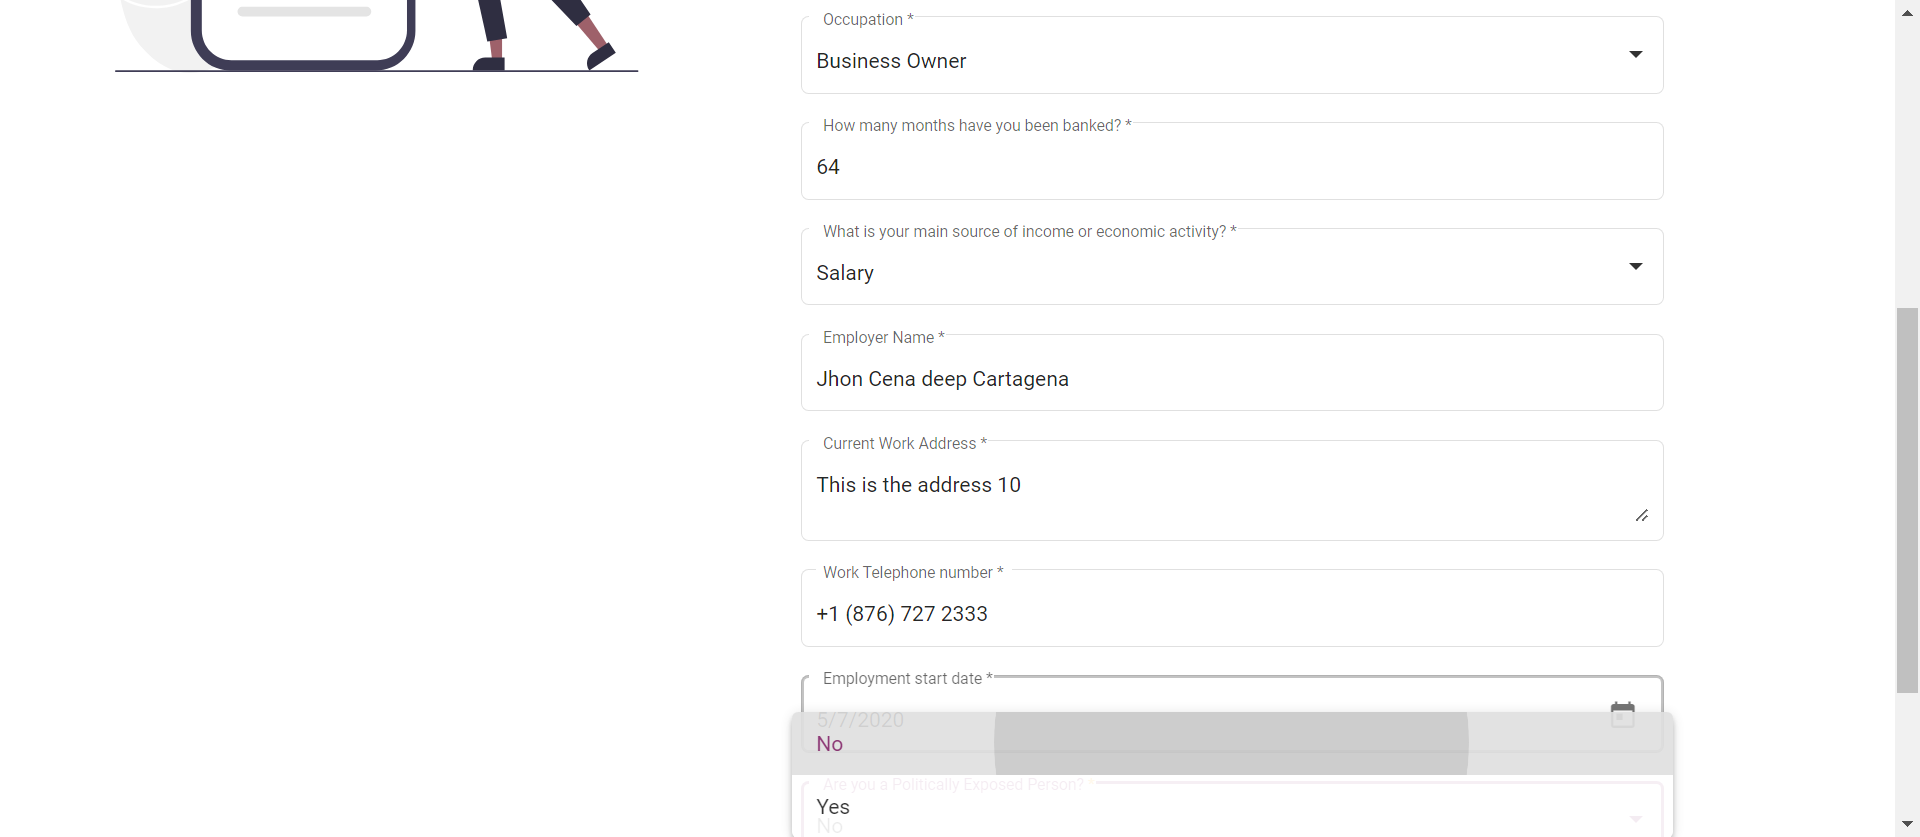 Occupation *
Business Owner
How many months have you been banked? *
64
What is your main source of income or economic activity? *
Salary
Employer Name *
Jhon Cena deep Cartagena
Current Work Address *
This is the address 10
Work Telephone number *
+1 (876) 727 2333
Employment start date *
5/7/2020
No
Are you a Politically Exposed Person? *
Yes
No